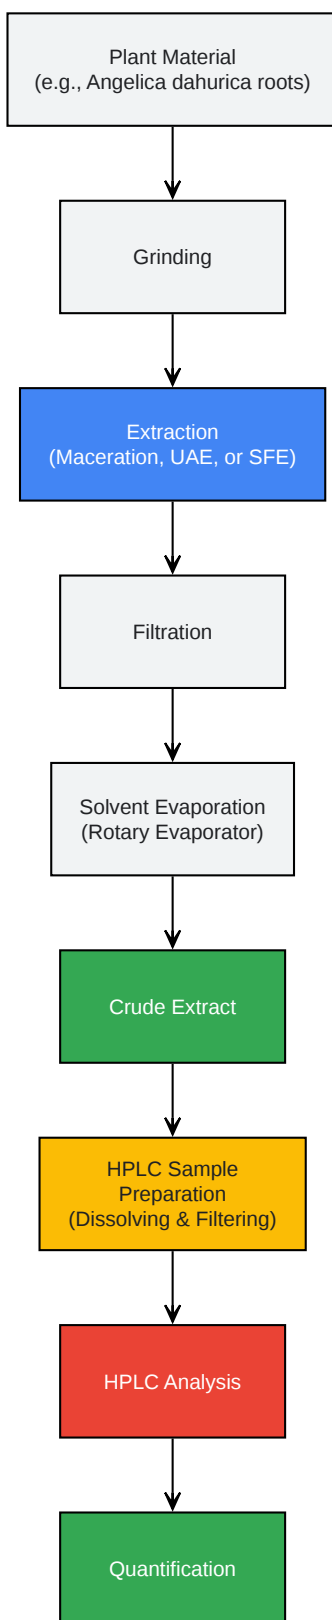 Plant Material
(e.g., Angelica dahurica roots)
Grinding
Extraction
(Maceration, UAE, or SFE)
Filtration
Solvent Evaporation
(Rotary Evaporator)
Crude Extract
HPLC Sample
Preparation
(Dissolving & Filtering)
HPLC Analysis
Quantification